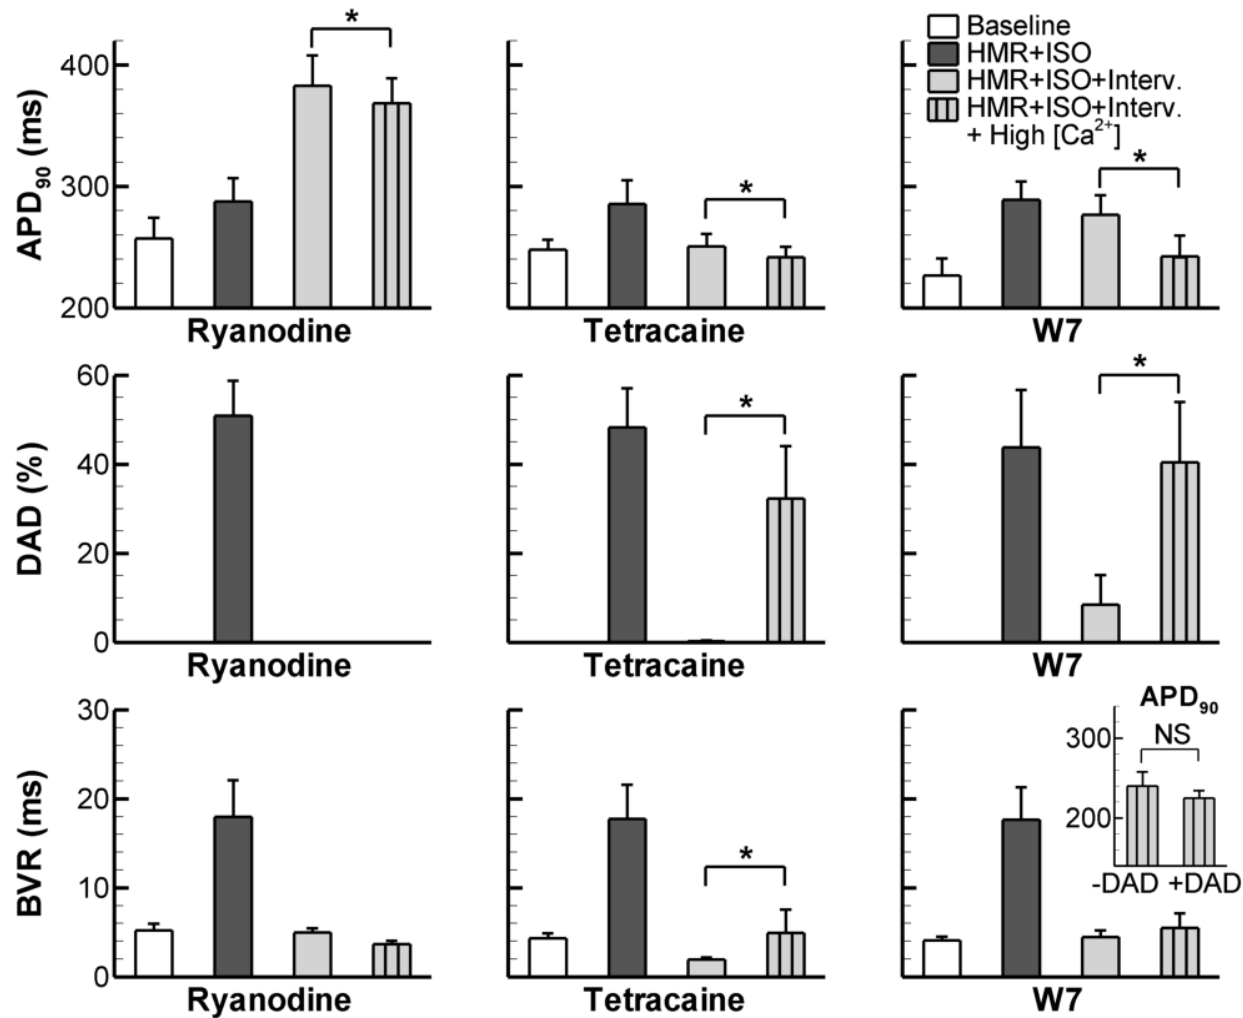 Baseline
HMR+ISO
HMR+ISO+Interv.
HMR+ISO+Interv.
+ High [Ca²⁺]
APD₉₀ (ms)
400
300
200
*
Ryanodine
*
Tetracaine
*
W7
DAD (%)
60
40
20
0
Ryanodine
*
Tetracaine
*
W7
BVR (ms)
30
20
10
0
Ryanodine
*
Tetracaine
APD₉₀
300
200
NS
-DAD +DAD
W7